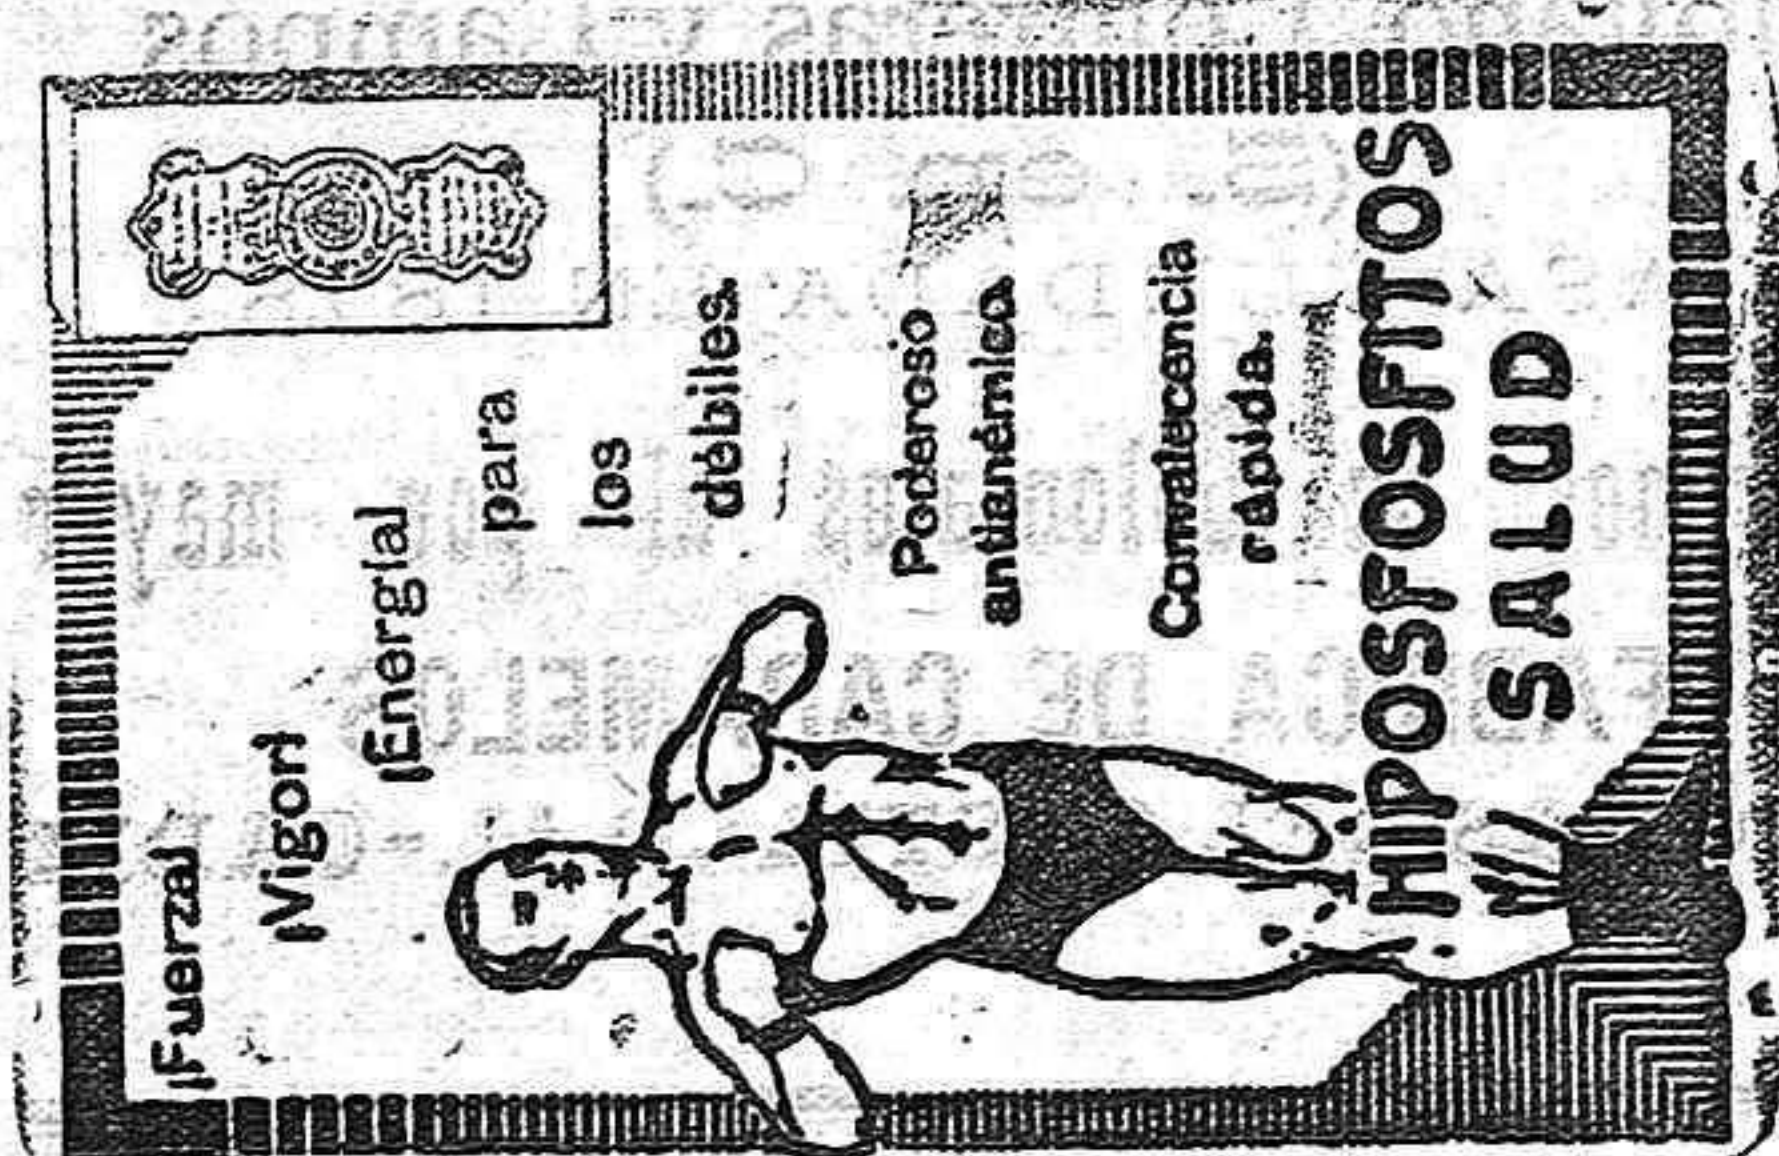 ¡Fuerza!
¡Vigor!
¡Energía!
para
los
débiles.
Poderoso
antianémico.
Convalecencia
rápida.
HIPOSFOSFITOS
SALUD